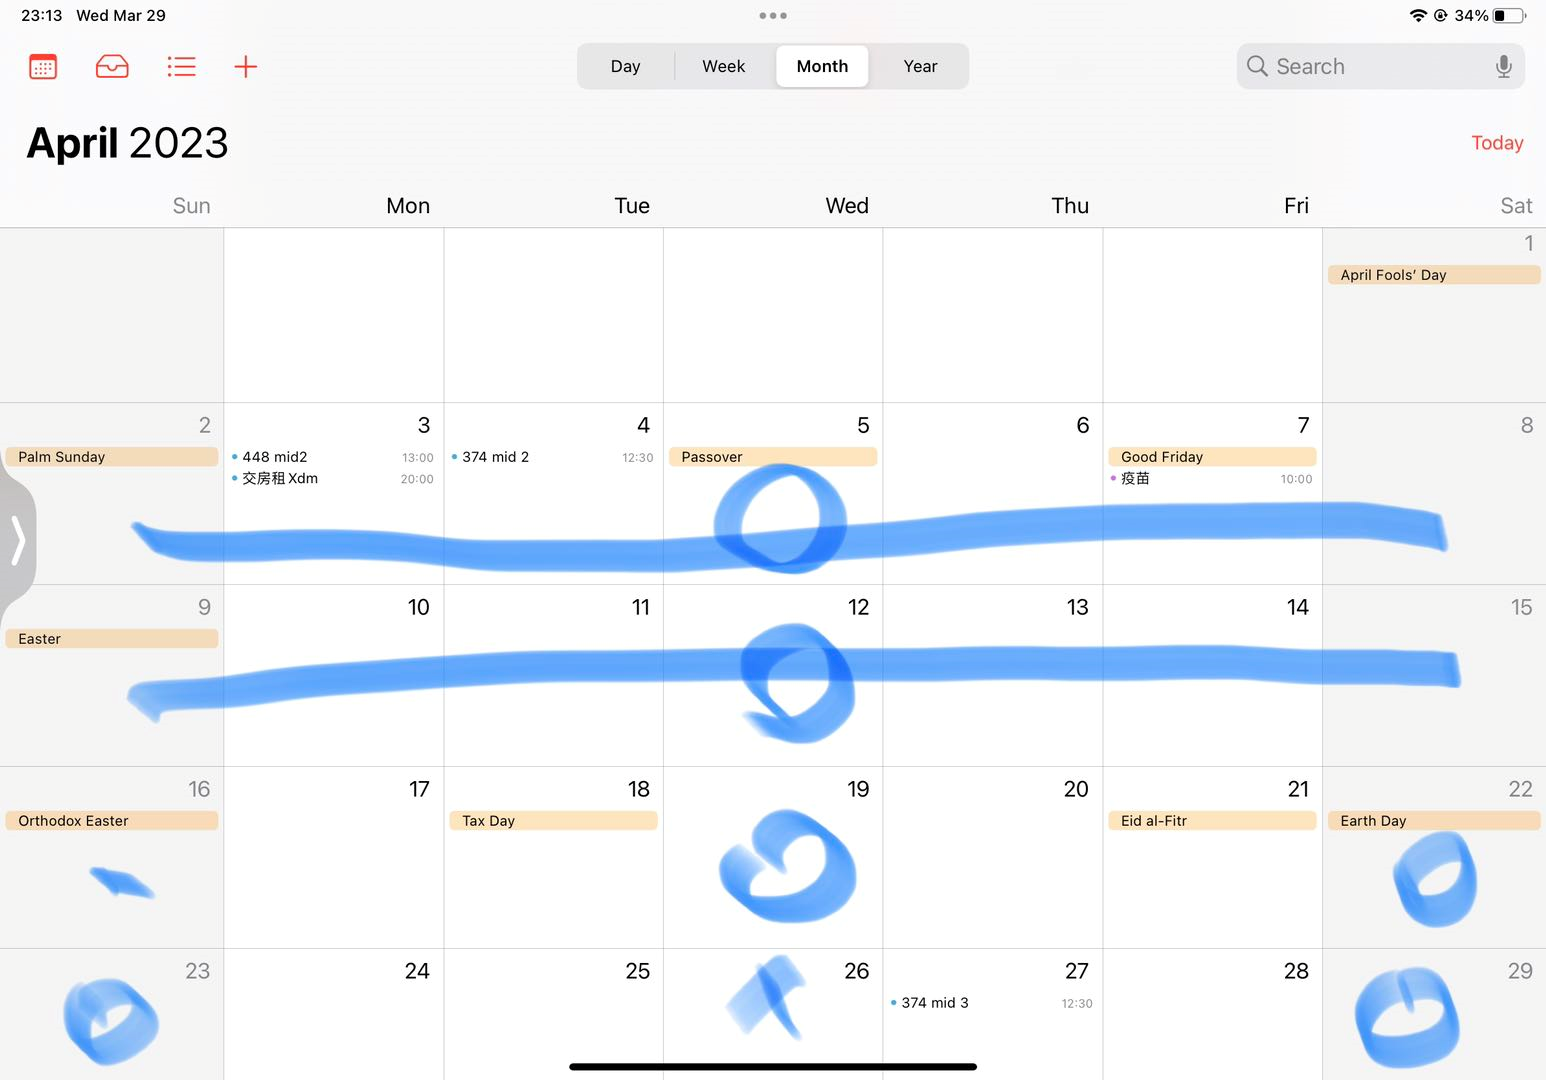 23:13 Wed Mar 29
34%
Day Week Month Year
Search
April 2023
Today
Sun Mon Tue Wed Thu Fri Sat
1
April Fools' Day
2 3 4 5 6 7 8
Palm Sunday 448 mid2 13:00 374 mid 2 12:30 Passover Good Friday
交房租 Xdm 20:00 疫苗 10:00
9 10 11 12 13 14 15
Easter
16 17 18 19 20 21 22
Orthodox Easter Tax Day Eid al-Fitr Earth Day
23 24 25 26 27 28 29
374 mid 3 12:30